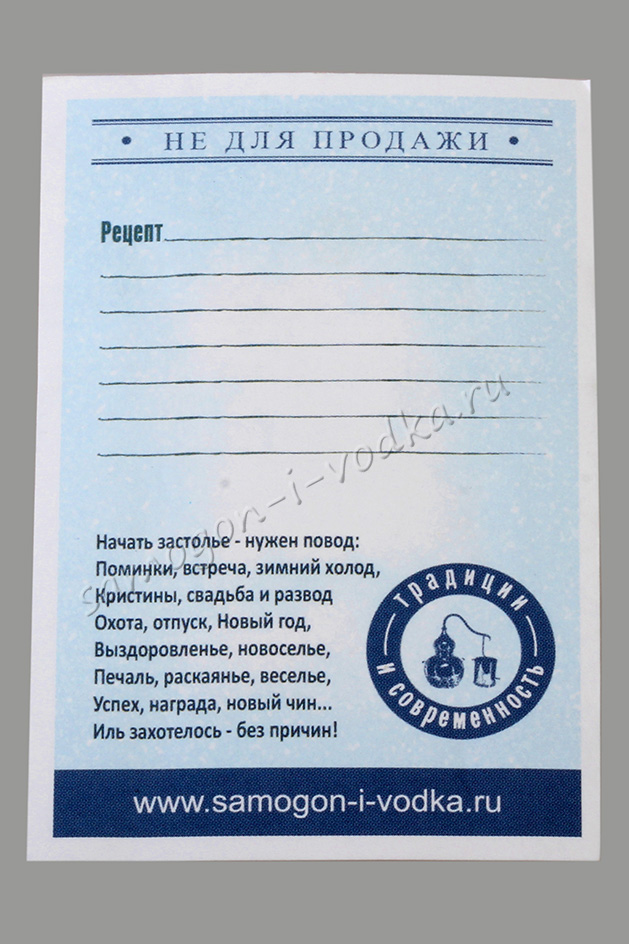 • НЕ ДЛЯ ПРОДАЖИ •
Рецепт
samogon-i-vodka.ru
Начать застолье - нужен повод:
Поминки, встреча, зимний холод,
Кристины, свадьба и развод
Охота, отпуск, Новый год,
Выздоровленье, новоселье,
Печаль, раскаянье, веселье,
Успех, награда, новый чин...
Иль захотелось - без причин!
традиции
и современность
www.samogon-i-vodka.ru